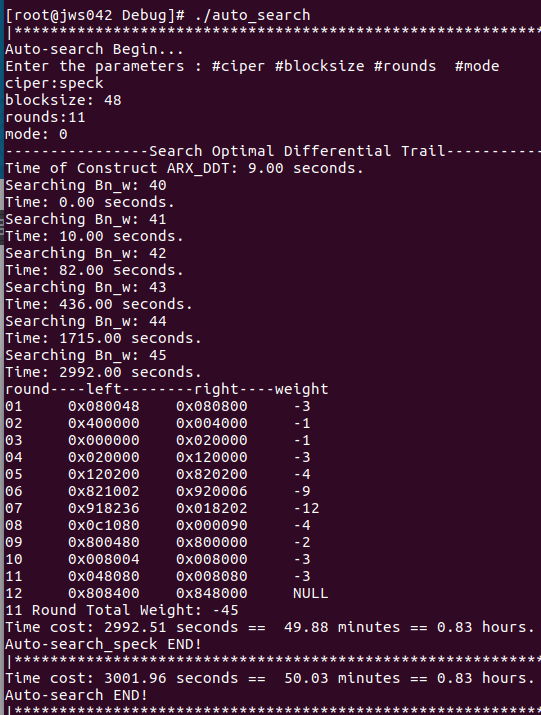 [root@jws042 Debug]# ./auto_search
|*************************************************************
Auto-search Begin...
Enter the parameters : #ciper #blocksize #rounds  #mode
ciper:speck
blocksize: 48
rounds:11
mode: 0
----------------Search Optimal Differential Trail-----------
Time of Construct ARX_DDT: 9.00 seconds.
Searching Bn_w: 40
Time: 0.00 seconds.
Searching Bn_w: 41
Time: 10.00 seconds.
Searching Bn_w: 42
Time: 82.00 seconds.
Searching Bn_w: 43
Time: 436.00 seconds.
Searching Bn_w: 44
Time: 1715.00 seconds.
Searching Bn_w: 45
Time: 2992.00 seconds.
round----left--------right----weight
01     0x080048    0x080800     -3
02     0x400000    0x004000     -1
03     0x000000    0x020000     -1
04     0x020000    0x120000     -3
05     0x120200    0x820200     -4
06     0x821002    0x920006     -9
07     0x918236    0x018202     -12
08     0x0c1080    0x000090     -4
09     0x800480    0x800000     -2
10     0x008004    0x008000     -3
11     0x048080    0x008080     -3
12     0x808400    0x848000     NULL
11 Round Total Weight: -45
Time cost: 2992.51 seconds ==  49.88 minutes == 0.83 hours.
Auto-search_speck END!
|*************************************************************
Time cost: 3001.96 seconds ==  50.03 minutes == 0.83 hours.
Auto-search END!
|*************************************************************